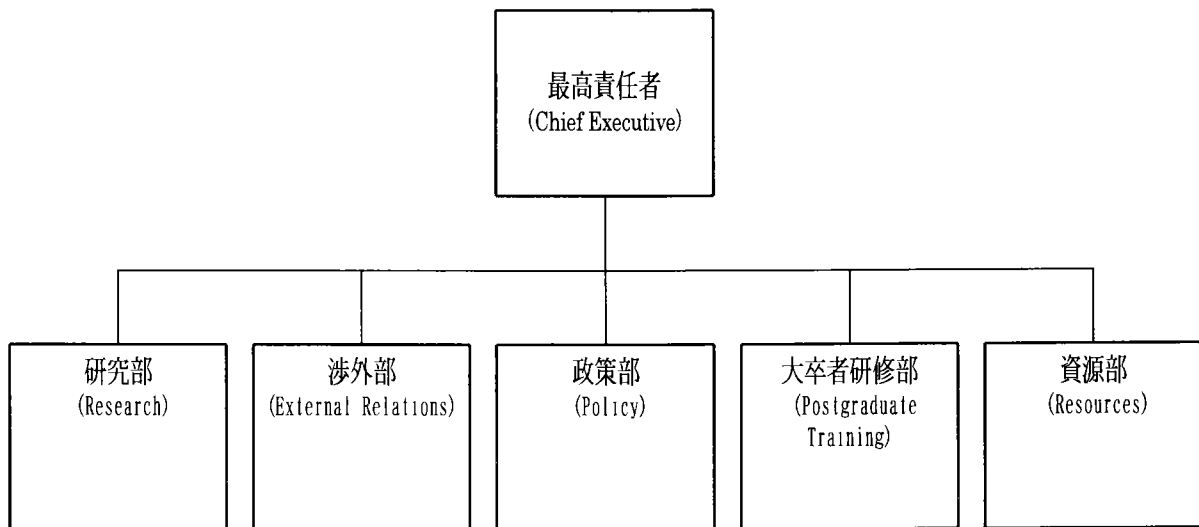 最高責任者
(Chief Executive)
研究部
(Research)
渉外部
(External Relations)
政策部
(Policy)
大卒者研修部
(Postgraduate
Training)
資源部
(Resources)